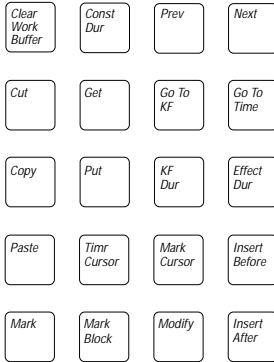 Clear
Work
Buffer
Const
Dur
Prev
Next
Cut
Get
Go To
KF
Go To
Time
Copy
Put
KF
Dur
Effect
Dur
Paste
Timr
Cursor
Mark
Cursor
Insert
Before
Mark
Mark
Block
Modify
Insert
After